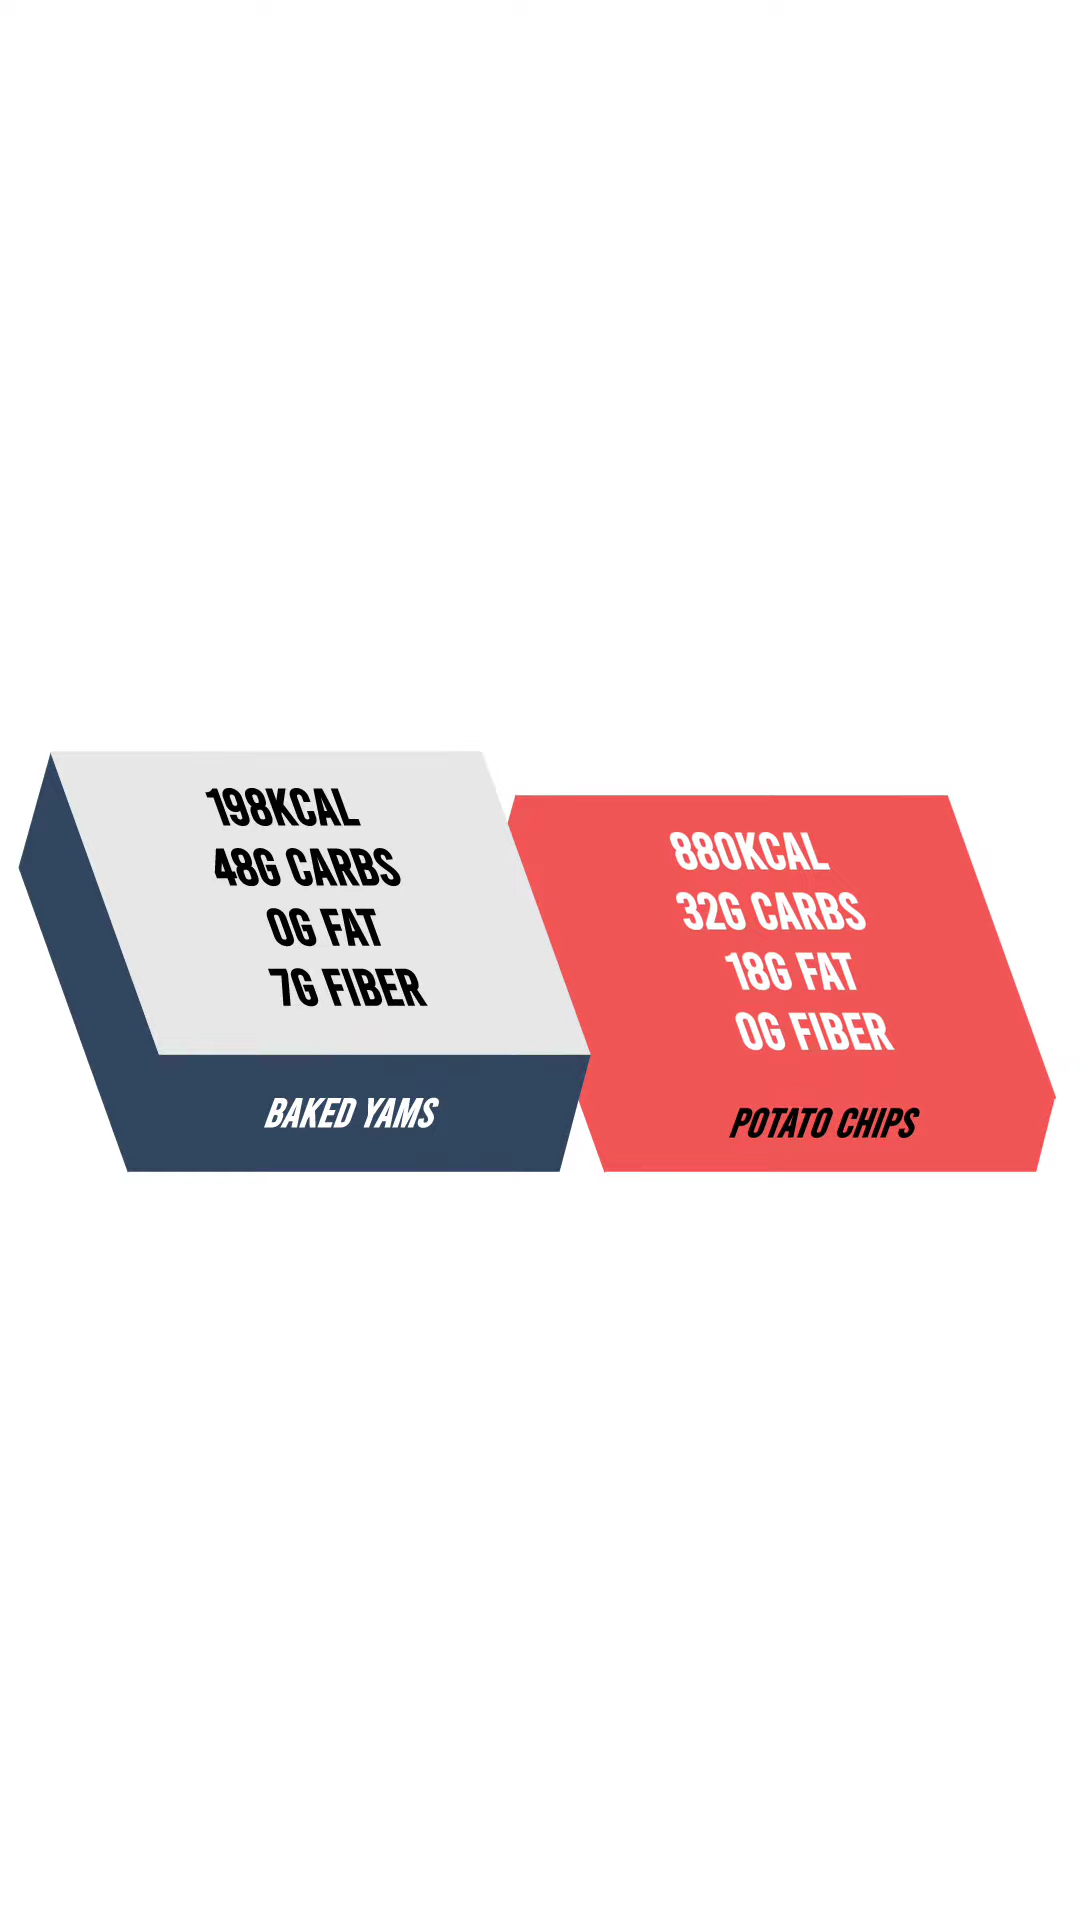 198KCAL
48G CARBS
0G FAT
7G FIBER
BAKED YAMS
880KCAL
32G CARBS
18G FAT
0G FIBER
POTATO CHIPS